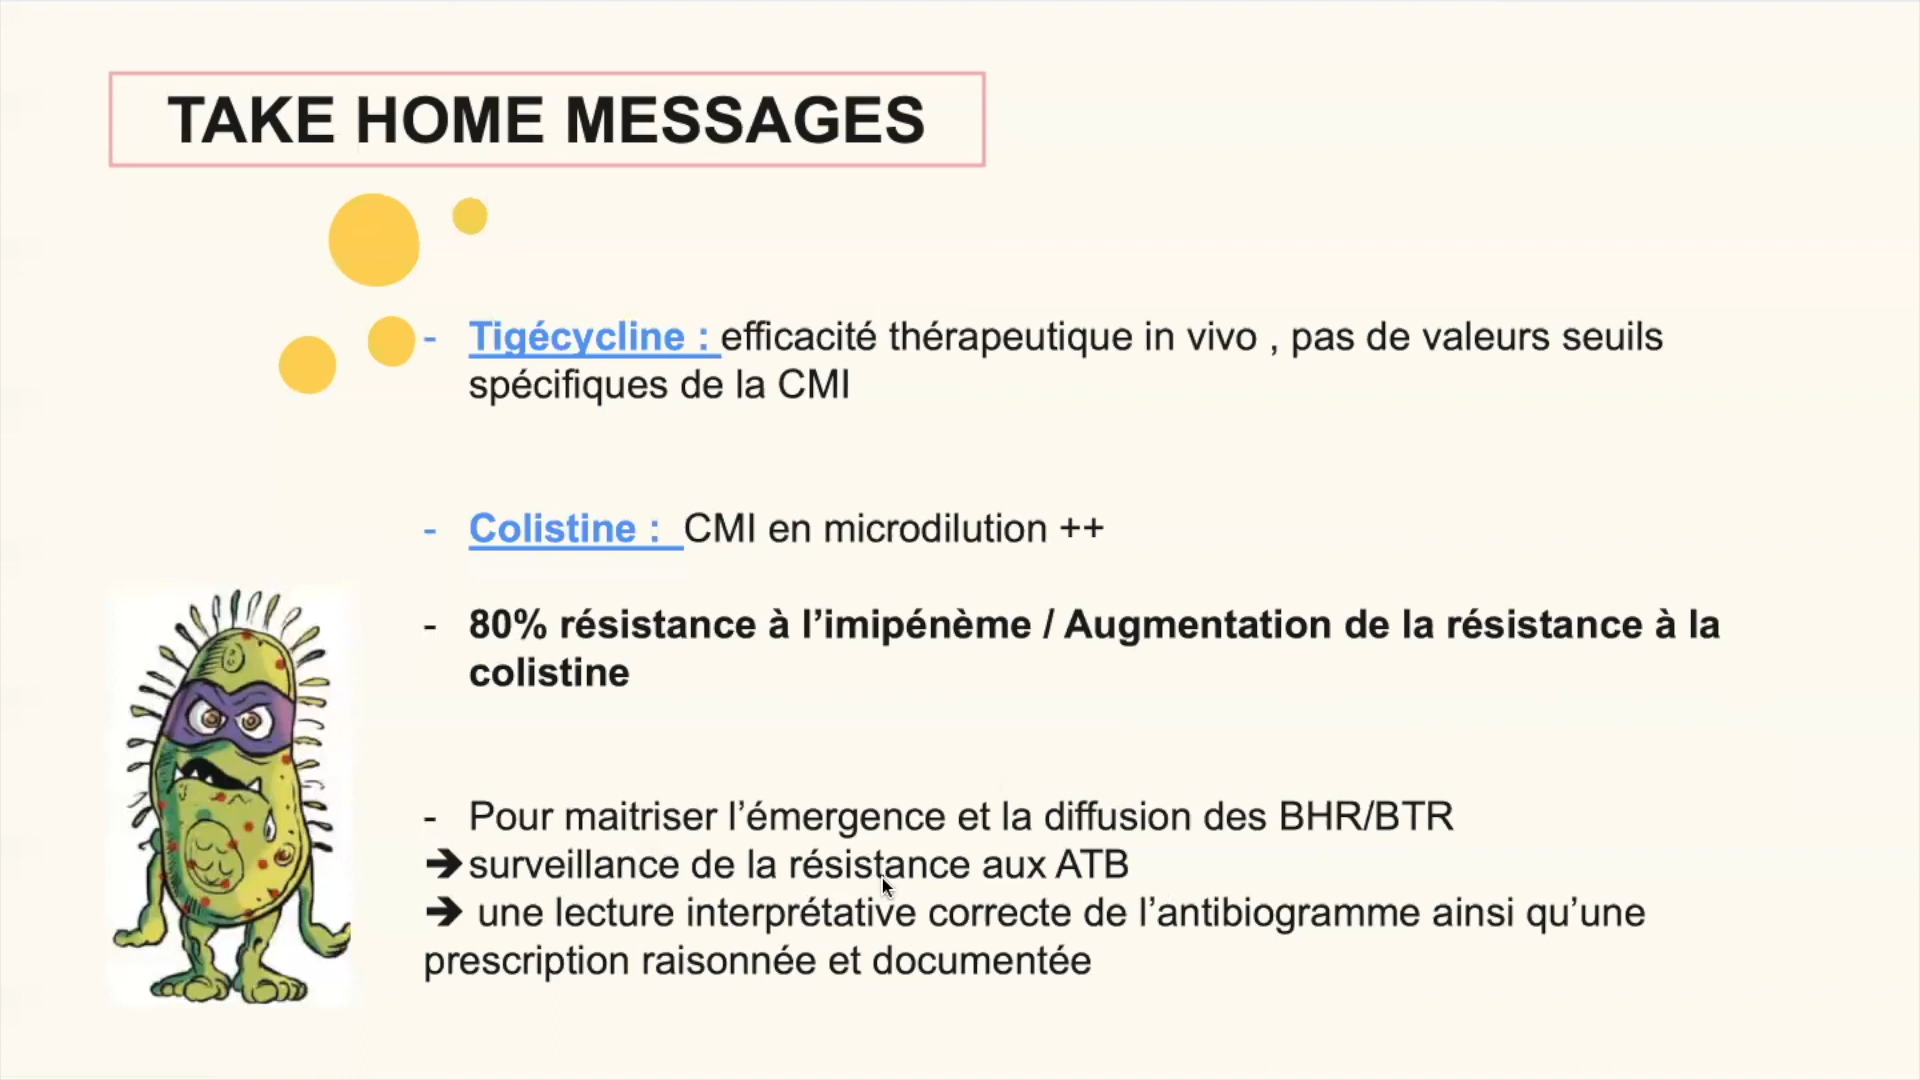 TAKE HOME MESSAGES
- Tigécycline : efficacité thérapeutique in vivo , pas de valeurs seuils
spécifiques de la CMI
- Colistine : CMI en microdilution ++
- 80% résistance à l’imipénème / Augmentation de la résistance à la
colistine
- Pour maitriser l’émergence et la diffusion des BHR/BTR
➔ surveillance de la résistance aux ATB
➔ une lecture interprétative correcte de l’antibiogramme ainsi qu’une
prescription raisonnée et documentée